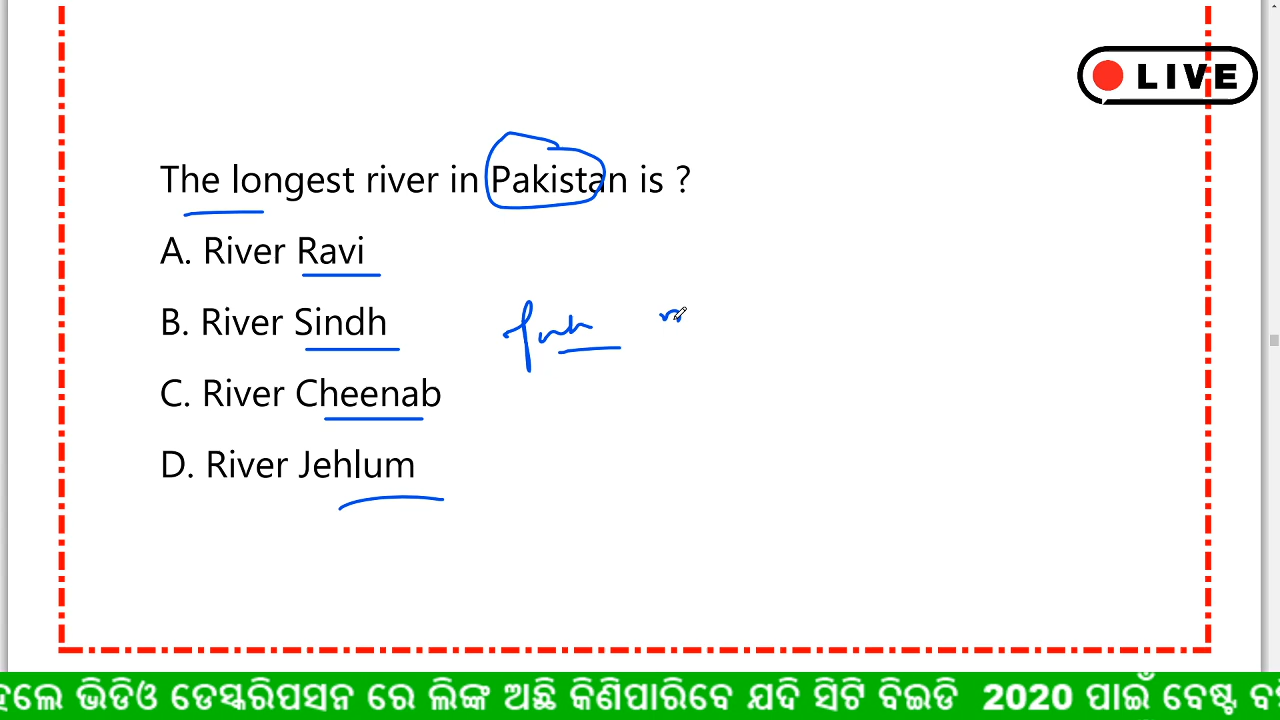 LIVE
The longest river in Pakistan is ?
A. River Ravi
B. River Sindh
C. River Cheenab
D. River Jehlum
ହେଲେ ଭିଡିଓ ଡେସ୍କରିପସନ ରେ ଲିଙ୍କ ଅଛି କିଣିପାରିବେ ଯଦି ସିଟି ବିଇଡି 2020 ପାଇଁ ବେଷ୍ଟ